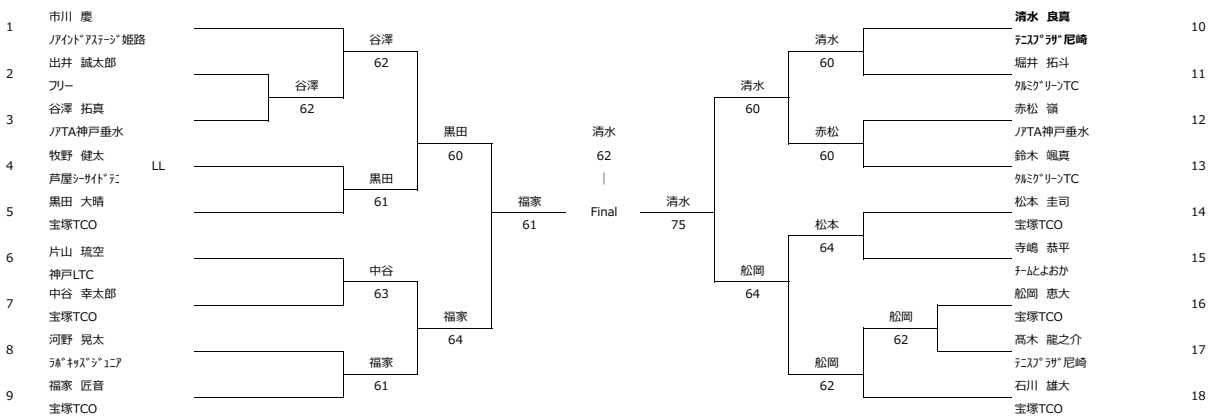 1
市川 慶
ﾉｱｲﾝﾄﾞｱｽﾃｰｼﾞ姫路
2
出井 誠太郎
フリー
3
谷澤 拓真
ﾉｱTA神戸垂水
4
牧野 健太
LL
芦屋ｼｰｻｲﾄﾞﾃﾆ
5
黒田 大晴
宝塚TCO
6
片山 琉空
神戸LTC
7
中谷 幸太郎
宝塚TCO
8
河野 晃太
ﾗﾎﾞｷｯｽﾞｼﾞｭﾆｱ
9
福家 匠音
宝塚TCO
谷澤
62
谷澤
62
黒田
61
中谷
63
福家
61
黒田
60
福家
64
福家
61
清水
62
｜
Final
清水
75
清水
60
舩岡
64
清水
60
赤松
60
松本
64
舩岡
62
舩岡
62
清水 良真
ﾃﾆｽﾌﾟﾗｻﾞ尼崎
10
堀井 拓斗
ﾀﾙﾐｸﾞﾘｰﾝTC
11
赤松 嶺
ﾉｱTA神戸垂水
12
鈴木 颯真
ﾀﾙﾐｸﾞﾘｰﾝTC
13
松本 圭司
宝塚TCO
14
寺嶋 恭平
ﾁｰﾑとよおか
15
舩岡 恵大
宝塚TCO
16
髙木 龍之介
ﾃﾆｽﾌﾟﾗｻﾞ尼崎
17
石川 雄大
宝塚TCO
18